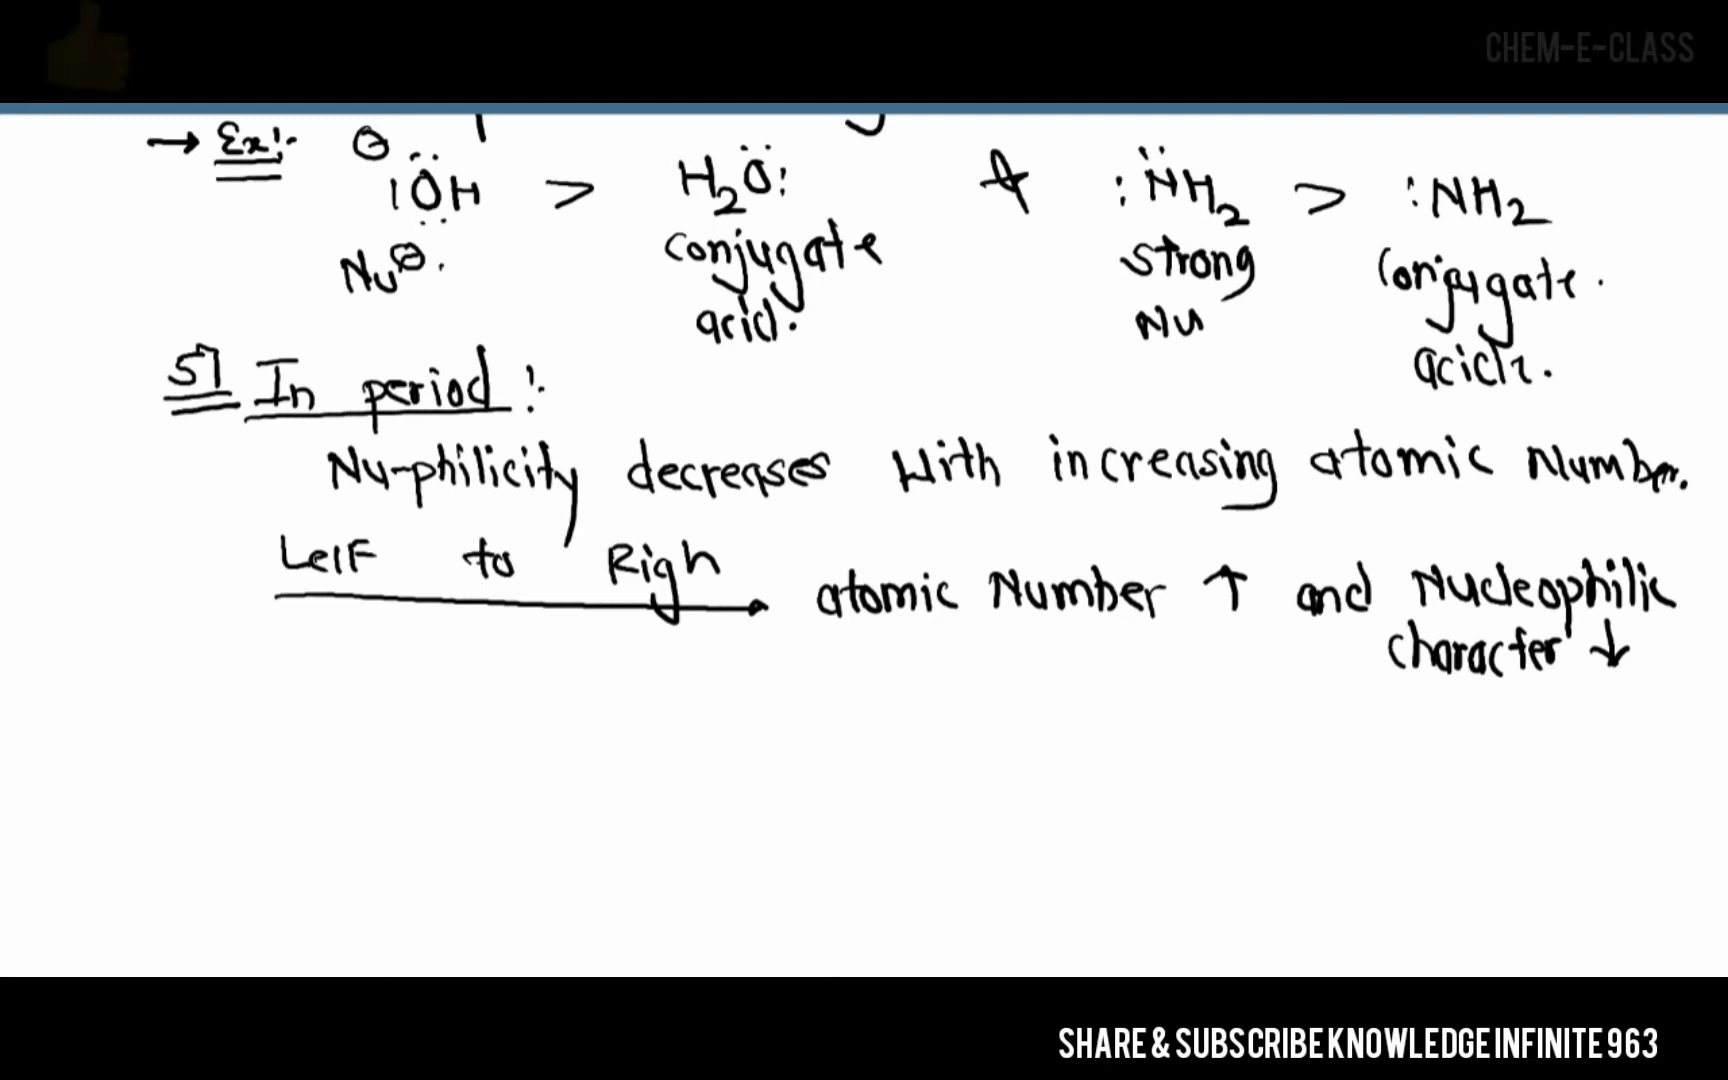 CHEM-E-CLASS
→ Ex:- ⊖ :ÖH > H₂Ö: & :N̈H₂ > :NH₂
Nu⊖. conjugate acid. strong Nu conjugate acid.
5] In period :-
Nu-philicity decreases with increasing atomic Number.
Left to Righ → atomic Number ↑ and Nucleophilic
character ↓
SHARE & SUBSCRIBE KNOWLEDGE INFINITE 963